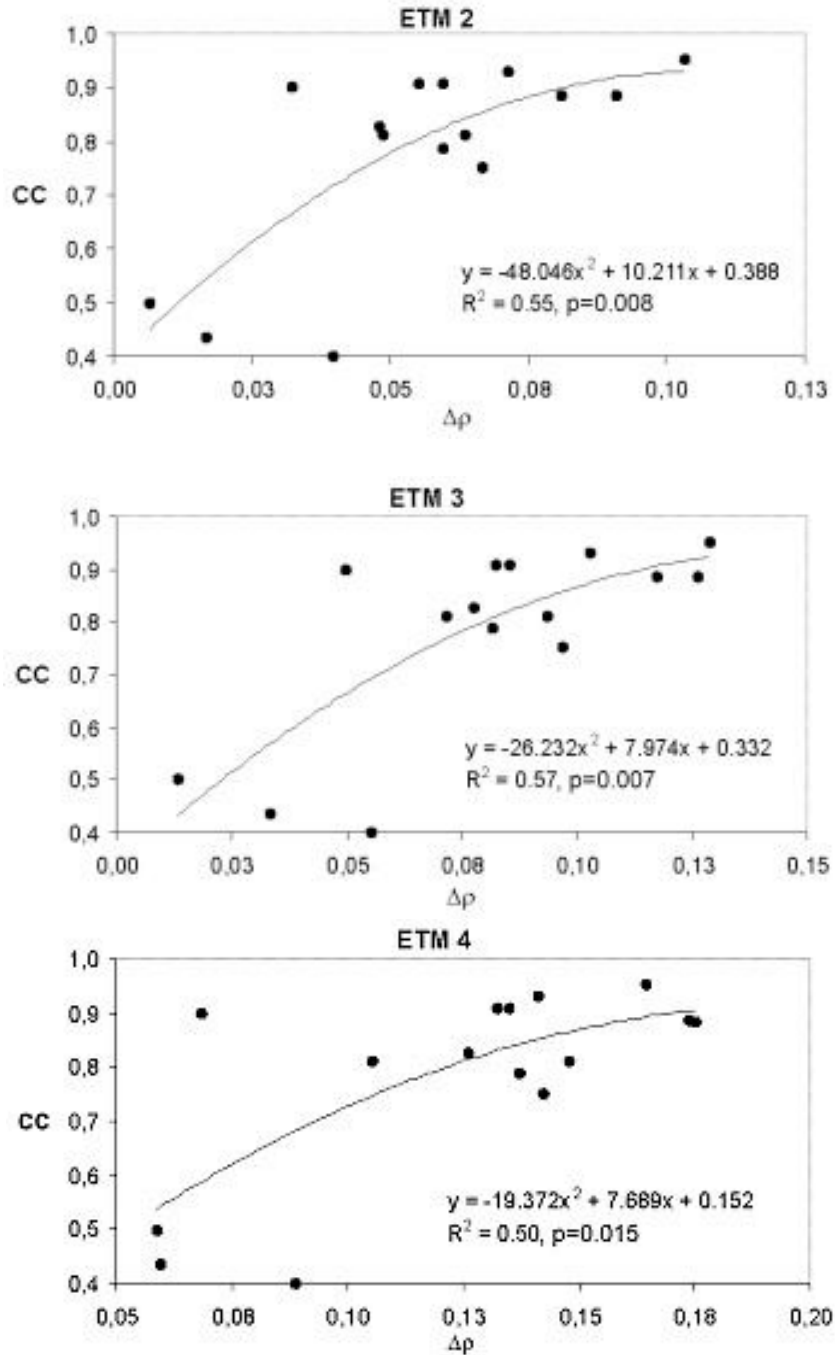 ETM 2
1,0
0,9
0,8
0,7
0,6
0,5
0,4
CC
y = -48.046x² + 10.211x + 0.388
R² = 0.55, p=0.008
0.00 0,03 0,05 0,08 0,10 0,13
Δρ
ETM 3
1,0
0,9
0,8
0,7
0,6
0,5
0,4
CC
y = -26.232x² + 7.974x + 0.332
R² = 0.57, p=0.007
0.00 0,03 0,05 0,08 0,10 0,13 0,15
Δρ
ETM 4
1,0
0,9
0,8
0,7
0,6
0,5
0,4
CC
y = -19.372x² + 7.689x + 0.152
R² = 0.50, p=0.015
0,05 0,08 0,10 0,13 0,15 0,18 0,20
Δρ